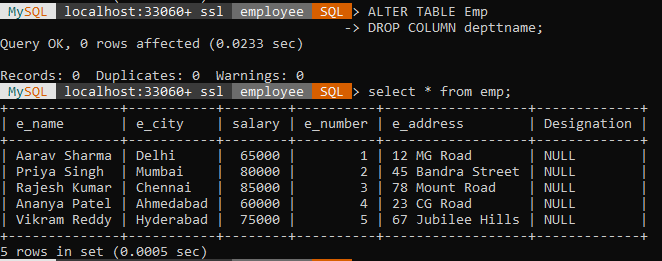 MySQL localhost:33060+ ssl employee SQL > ALTER TABLE Emp
-> DROP COLUMN depttname;
Query OK, 0 rows affected (0.0233 sec)
Records: 0  Duplicates: 0  Warnings: 0
MySQL localhost:33060+ ssl employee SQL > select * from emp;
+--------------+-----------+--------+----------+------------------+-------------+
| e_name       | e_city    | salary | e_number | e_address        | Designation |
+--------------+-----------+--------+----------+------------------+-------------+
| Aarav Sharma | Delhi     |  65000 |        1 | 12 MG Road       | NULL        |
| Priya Singh  | Mumbai    |  80000 |        2 | 45 Bandra Street | NULL        |
| Rajesh Kumar | Chennai   |  85000 |        3 | 78 Mount Road    | NULL        |
| Ananya Patel | Ahmedabad |  60000 |        4 | 23 CG Road       | NULL        |
| Vikram Reddy | Hyderabad |  75000 |        5 | 67 Jubilee Hills | NULL        |
+--------------+-----------+--------+----------+------------------+-------------+
5 rows in set (0.0005 sec)